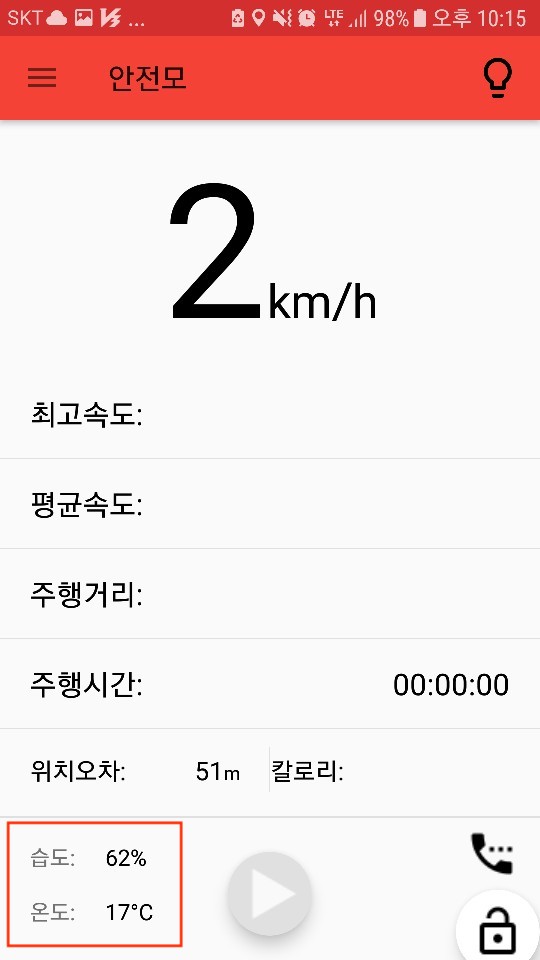 SKT ... LTE 98% 오후 10:15
안전모
2km/h
최고속도:
평균속도:
주행거리:
주행시간: 00:00:00
위치오차: 51m 칼로리:
습도: 62%
온도: 17°C